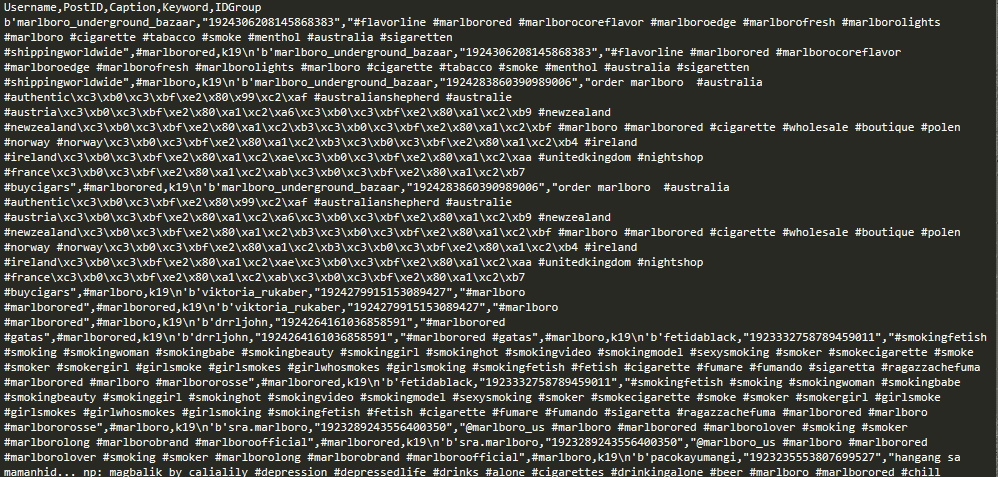 Username,PostID,Caption,Keyword,IDGroup
b'marlboro_underground_bazaar,"1924306208145868383","#flavorline #marlborored #marlborocoreflavor #marlboroedge #marlborofresh #marlborolights
#marlboro #cigarette #tabacco #smoke #menthol #australia #sigaretten
#shippingworldwide",#marlborored,k19\n'b'marlboro_underground_bazaar,"1924306208145868383","#flavorline #marlborored #marlborocoreflavor
#marlboroedge #marlborofresh #marlborolights #marlboro #cigarette #tabacco #smoke #menthol #australia #sigaretten
#shippingworldwide",#marlboro,k19\n'b'marlboro_underground_bazaar,"1924283860390989006","order marlboro  #australia
#authentic\xc3\xb0\xc3\xbf\xe2\x80\x99\xc2\xaf #australianshepherd #australie
#austria\xc3\xb0\xc3\xbf\xe2\x80\xa1\xc2\xa6\xc3\xb0\xc3\xbf\xe2\x80\xa1\xc2\xb9 #newzealand
#newzealand\xc3\xb0\xc3\xbf\xe2\x80\xa1\xc2\xb3\xc3\xb0\xc3\xbf\xe2\x80\xa1\xc2\xbf #marlboro #marlborored #cigarette #wholesale #boutique #polen
#norway #norway\xc3\xb0\xc3\xbf\xe2\x80\xa1\xc2\xb3\xc3\xb0\xc3\xbf\xe2\x80\xa1\xc2\xb4 #ireland
#ireland\xc3\xb0\xc3\xbf\xe2\x80\xa1\xc2\xae\xc3\xb0\xc3\xbf\xe2\x80\xa1\xc2\xaa #unitedkingdom #nightshop
#france\xc3\xb0\xc3\xbf\xe2\x80\xa1\xc2\xab\xc3\xb0\xc3\xbf\xe2\x80\xa1\xc2\xb7
#buycigars",#marlborored,k19\n'b'marlboro_underground_bazaar,"1924283860390989006","order marlboro  #australia
#authentic\xc3\xb0\xc3\xbf\xe2\x80\x99\xc2\xaf #australianshepherd #australie
#austria\xc3\xb0\xc3\xbf\xe2\x80\xa1\xc2\xa6\xc3\xb0\xc3\xbf\xe2\x80\xa1\xc2\xb9 #newzealand
#newzealand\xc3\xb0\xc3\xbf\xe2\x80\xa1\xc2\xb3\xc3\xb0\xc3\xbf\xe2\x80\xa1\xc2\xbf #marlboro #marlborored #cigarette #wholesale #boutique #polen
#norway #norway\xc3\xb0\xc3\xbf\xe2\x80\xa1\xc2\xb3\xc3\xb0\xc3\xbf\xe2\x80\xa1\xc2\xb4 #ireland
#ireland\xc3\xb0\xc3\xbf\xe2\x80\xa1\xc2\xae\xc3\xb0\xc3\xbf\xe2\x80\xa1\xc2\xaa #unitedkingdom #nightshop
#france\xc3\xb0\xc3\xbf\xe2\x80\xa1\xc2\xab\xc3\xb0\xc3\xbf\xe2\x80\xa1\xc2\xb7
#buycigars",#marlboro,k19\n'b'viktoria_rukaber,"1924279915153089427","#marlboro
#marlborored",#marlborored,k19\n'b'viktoria_rukaber,"1924279915153089427","#marlboro
#marlborored",#marlboro,k19\n'b'drrljohn,"1924264161036858591","#marlborored
#gatas",#marlborored,k19\n'b'drrljohn,"1924264161036858591","#marlborored #gatas",#marlboro,k19\n'b'fetidablack,"1923332758789459011","#smokingfetish
#smoking #smokingwoman #smokingbabe #smokingbeauty #smokinggirl #smokinghot #smokingvideo #smokingmodel #sexysmoking #smoker #smokecigarette #smoke
#smoker #smokergirl #girlsmoke #girlsmokes #girlwhosmokes #girlsmoking #smokingfetish #fetish #cigarette #fumare #fumando #sigaretta #ragazzachefuma
#marlborored #marlboro #marlbororosse",#marlborored,k19\n'b'fetidablack,"1923332758789459011","#smokingfetish #smoking #smokingwoman #smokingbabe
#smokingbeauty #smokinggirl #smokinghot #smokingvideo #smokingmodel #sexysmoking #smoker #smokecigarette #smoke #smoker #smokergirl #girlsmoke
#girlsmokes #girlwhosmokes #girlsmoking #smokingfetish #fetish #cigarette #fumare #fumando #sigaretta #ragazzachefuma #marlborored #marlboro
#marlbororosse",#marlboro,k19\n'b'sra.marlboro,"1923289243556400350","@marlboro_us #marlboro #marlborored #marlborolover #smoking #smoker
#marlborolong #marlborobrand #marlboroofficial",#marlborored,k19\n'b'sra.marlboro,"1923289243556400350","@marlboro_us #marlboro #marlborored
#marlborolover #smoking #smoker #marlborolong #marlborobrand #marlboroofficial",#marlboro,k19\n'b'pacokayumangi,"1923235553807699527","hangang sa
mamanhid... np: magbalik by calialily #depression #depressedlife #drinks #alone #cigarettes #drinkingalone #beer #marlboro #marlborored #chill